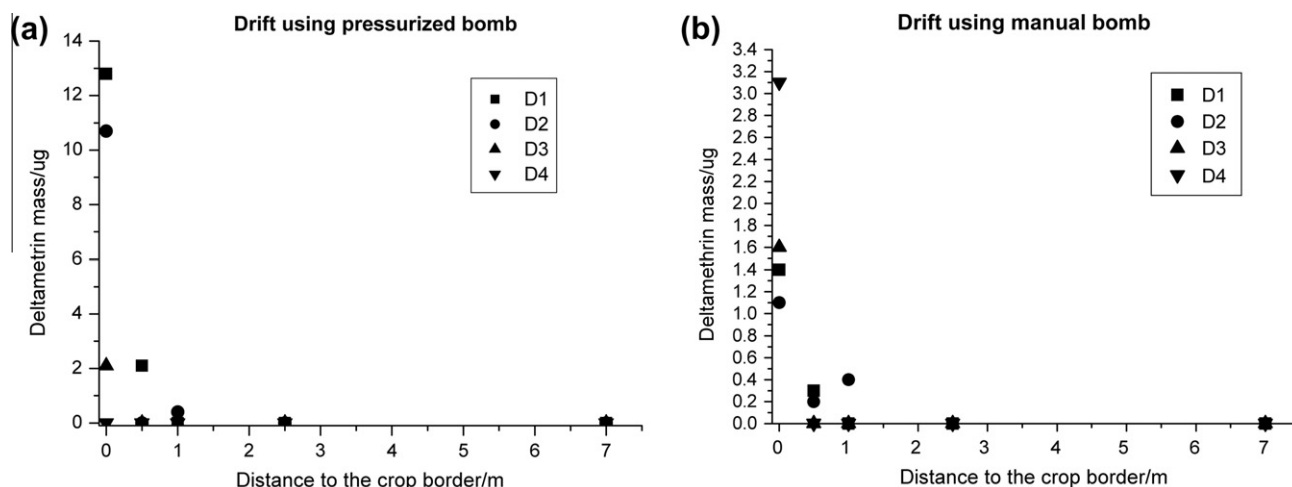 (a)
Drift using pressurized bomb
14
12
10
8
6
4
2
0
Deltametrin mass/ug
D1
D2
D3
D4
0 1 2 3 4 5 6 7
Distance to the crop border/m
(b)
Drift using manual bomb
3.4
3.2
3.0
2.8
2.6
2.4
2.2
2.0
1.8
1.6
1.4
1.2
1.0
0.8
0.6
0.4
0.2
0.0
Deltamethrin mass/ug
D1
D2
D3
D4
0 1 2 3 4 5 6 7
Distance to the crop border/m